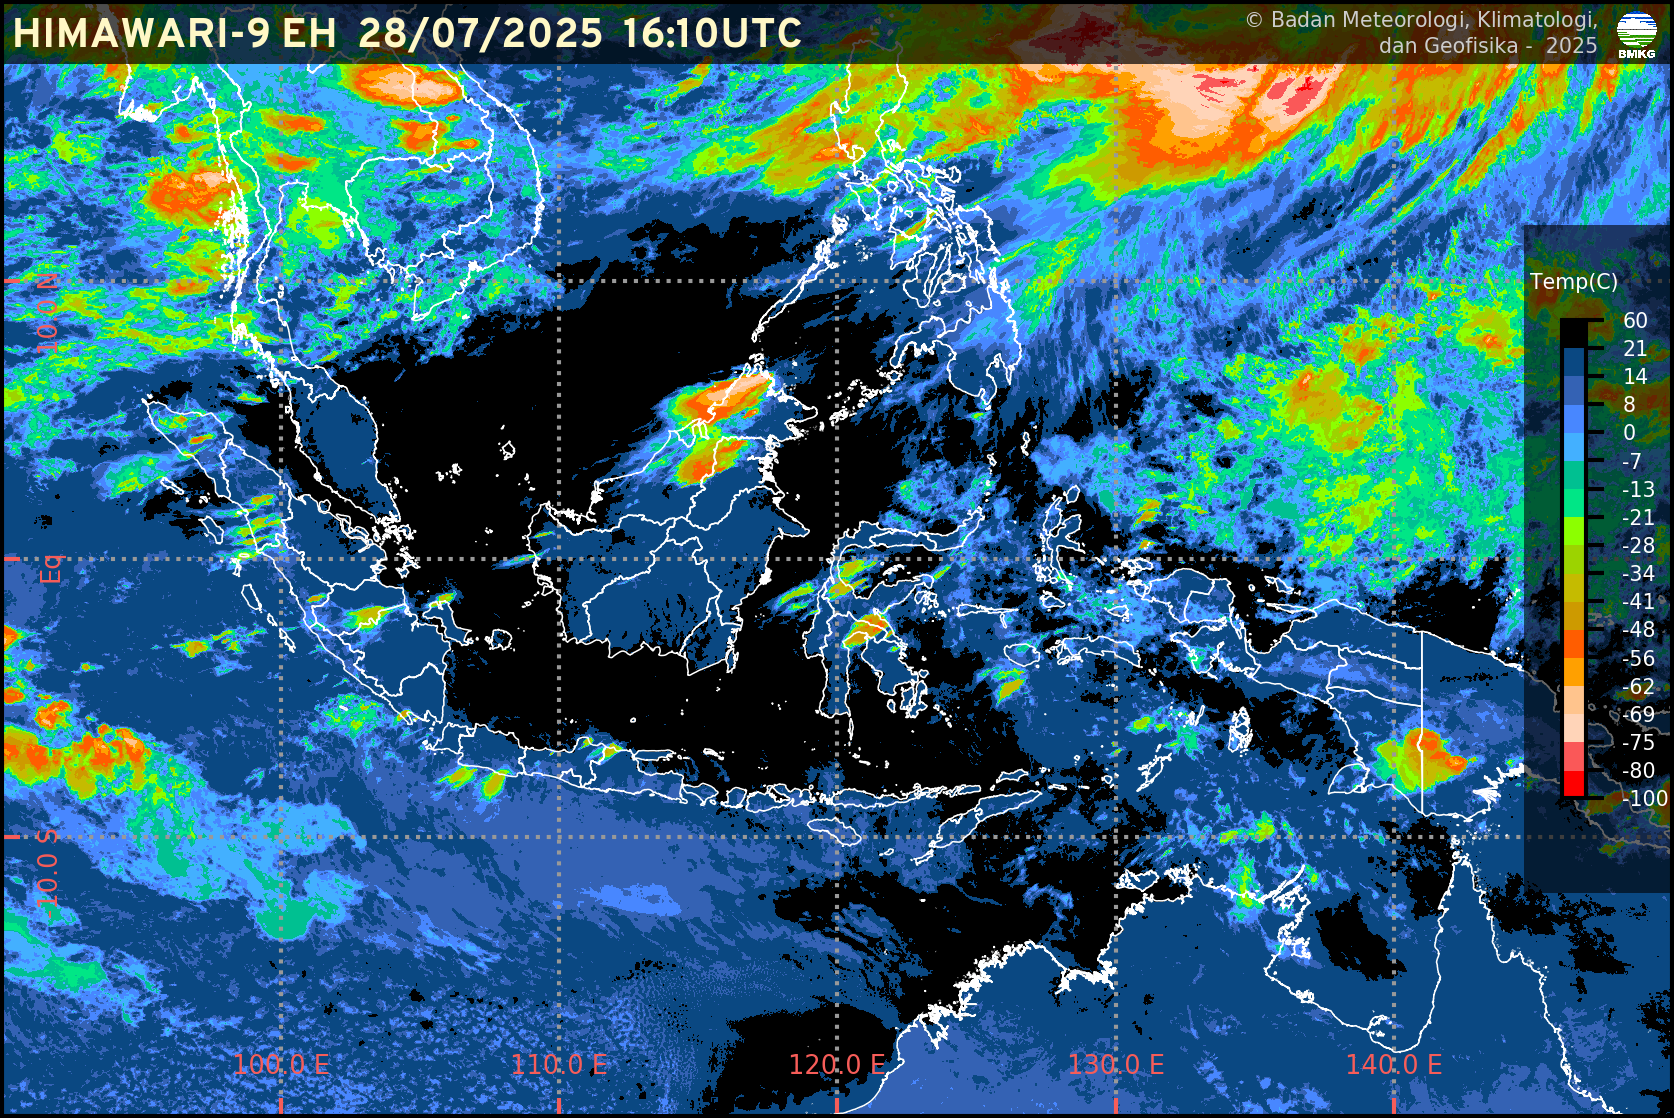 HIMAWARI-9 EH 28/07/2025 16:10UTC
© Badan Meteorologi, Klimatologi,
dan Geofisika - 2025
BMKG
Temp(C)
60
21
14
8
0
-7
-13
-21
-28
-34
-41
-48
-56
-62
-69
-75
-80
-100
10.0 N
Eq
-10.0 S
100.0 E
110.0 E
120.0 E
130.0 E
140.0 E